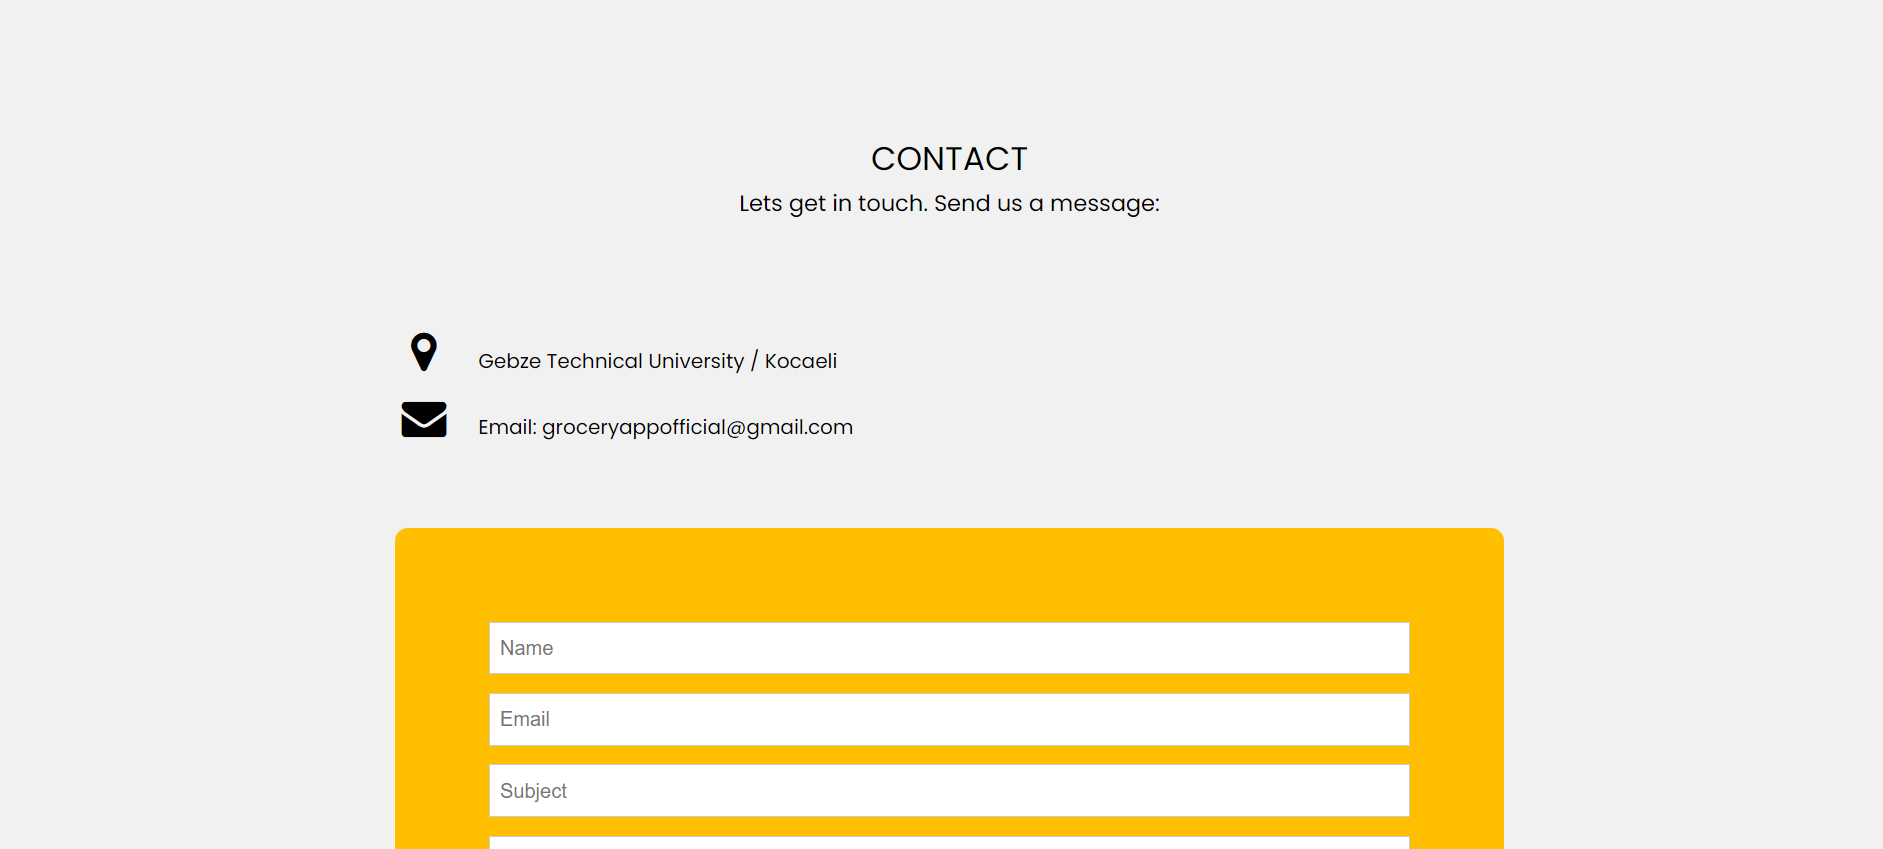 CONTACT
Lets get in touch. Send us a message:
Gebze Technical University / Kocaeli
Email: groceryappofficial@gmail.com
Name
Email
Subject